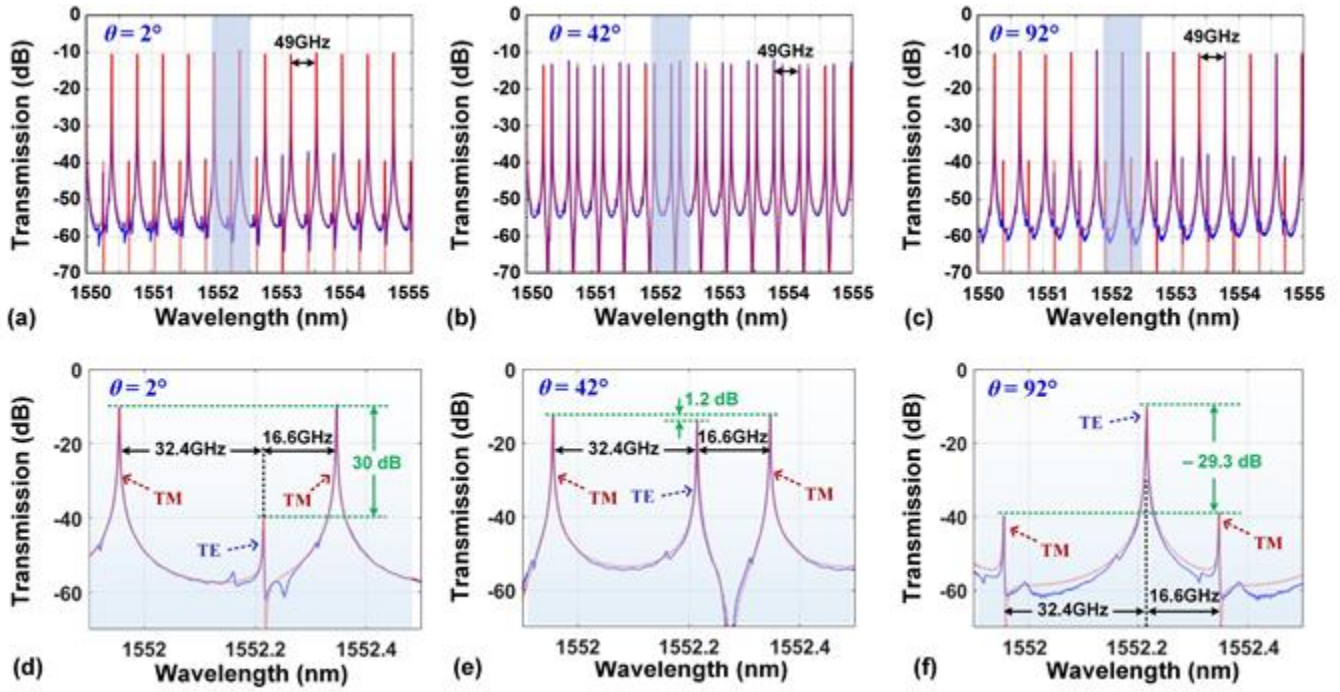 θ = 2°
49GHz
Transmission (dB)
0
-10
-20
-30
-40
-50
-60
-70
1550 1551 1552 1553 1554 1555
Wavelength (nm)
(a)
θ = 42°
49GHz
Transmission (dB)
0
-10
-20
-30
-40
-50
-60
-70
1550 1551 1552 1553 1554 1555
Wavelength (nm)
(b)
θ = 92°
49GHz
Transmission (dB)
0
-10
-20
-30
-40
-50
-60
-70
1550 1551 1552 1553 1554 1555
Wavelength (nm)
(c)
θ = 2°
32.4GHz
16.6GHz
30 dB
TM
TM
TE
Transmission (dB)
0
-20
-40
-60
1552 1552.2 1552.4
Wavelength (nm)
(d)
θ = 42°
1.2 dB
32.4GHz
16.6GHz
TM
TE
TM
Transmission (dB)
0
-20
-40
-60
1552 1552.2 1552.4
Wavelength (nm)
(e)
θ = 92°
TE
– 29.3 dB
TM
TM
32.4GHz
16.6GHz
Transmission (dB)
0
-20
-40
-60
1552 1552.2 1552.4
Wavelength (nm)
(f)